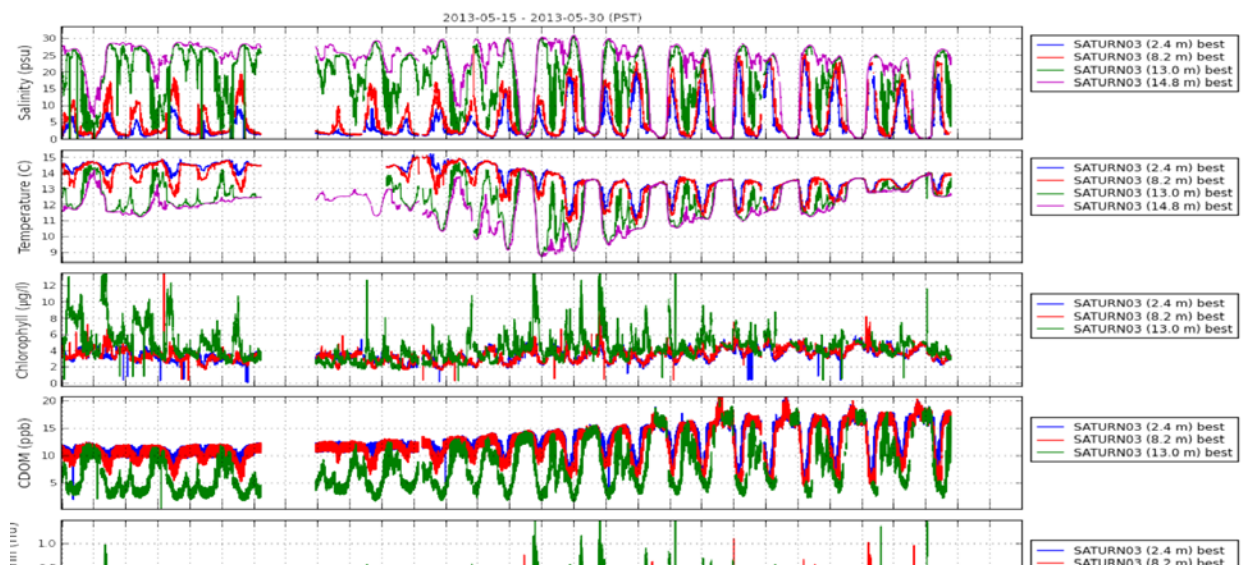 2013-05-15 - 2013-05-30 (PST)
Salinity (psu)
30
25
20
15
10
5
0
SATURN03 (2.4 m) best
SATURN03 (8.2 m) best
SATURN03 (13.0 m) best
SATURN03 (14.8 m) best
Temperature (C)
15
14
13
12
11
10
9
SATURN03 (2.4 m) best
SATURN03 (8.2 m) best
SATURN03 (13.0 m) best
SATURN03 (14.8 m) best
Chlorophyll (µg/l)
12
10
8
6
4
2
0
SATURN03 (2.4 m) best
SATURN03 (8.2 m) best
SATURN03 (13.0 m) best
CDOM (ppb)
20
15
10
5
SATURN03 (2.4 m) best
SATURN03 (8.2 m) best
SATURN03 (13.0 m) best
1.0
SATURN03 (2.4 m) best
SATURN03 (8.2 m) best